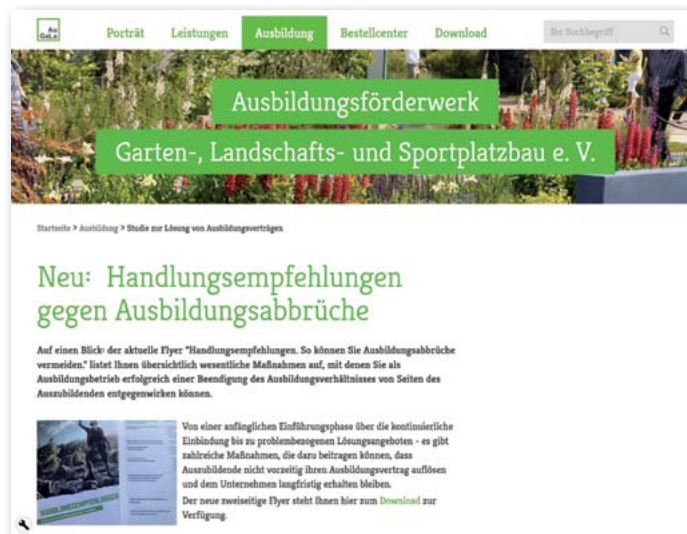 Au
GaLa
Porträt Leistungen Ausbildung Bestellcenter Download Ihr Suchbegriff
Ausbildungsförderwerk
Garten-, Landschafts- und Sportplatzbau e. V.
Startseite > Ausbildung > Studie zur Lösung von Ausbildungsverträgen
Neu: Handlungsempfehlungen
gegen Ausbildungsabbrüche
Auf einen Blick: der aktuelle Flyer "Handlungsempfehlungen. So können Sie Ausbildungsabbrüche
vermeiden." listet Ihnen übersichtlich wesentliche Maßnahmen auf, mit denen Sie als
Ausbildungsbetrieb erfolgreich einer Beendigung des Ausbildungsverhältnisses von Seiten des
Auszubildenden entgegenwirken können.
Von einer anfänglichen Einführungsphase über die kontinuierliche
Einbindung bis zu problembezogenen Lösungsangeboten - es gibt
zahlreiche Maßnahmen, die dazu beitragen können, dass
Auszubildende nicht vorzeitig ihren Ausbildungsvertrag auflösen
und dem Unternehmen langfristig erhalten bleiben.
Der neue zweiseitige Flyer steht Ihnen hier zum Download zur
Verfügung.
HANDLUNGSEMPFEHLUNGEN